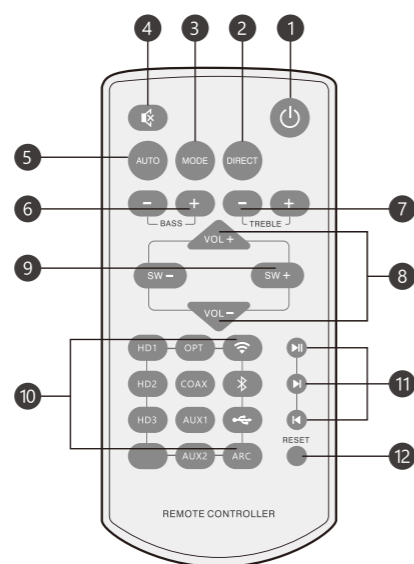 4 3 2 1
5 AUTO MODE DIRECT
6 − + − + 7
BASS TREBLE
VOL +
9 SW − SW + 8
VOL −
HD1 OPT
10 HD2 COAX 11
HD3 AUX1
RESET
AUX2 ARC 12
REMOTE CONTROLLER